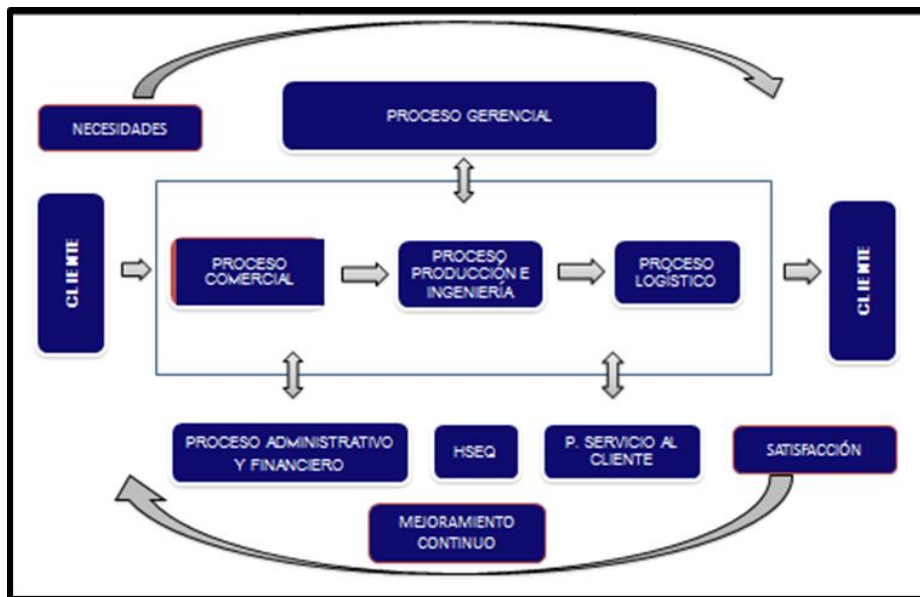 PROCESO GERENCIAL
NECESIDADES
CLIENTE
PROCESO
COMERCIAL
PROCESO
PRODUCCIÓN E
INGENIERÍA
PROCESO
LOGÍSTICO
CLIENTE
PROCESO ADMINISTRATIVO
Y FINANCIERO
HSEQ
P. SERVICIO AL
CLIENTE
SATISFACCIÓN
MEJORAMIENTO
CONTINUO